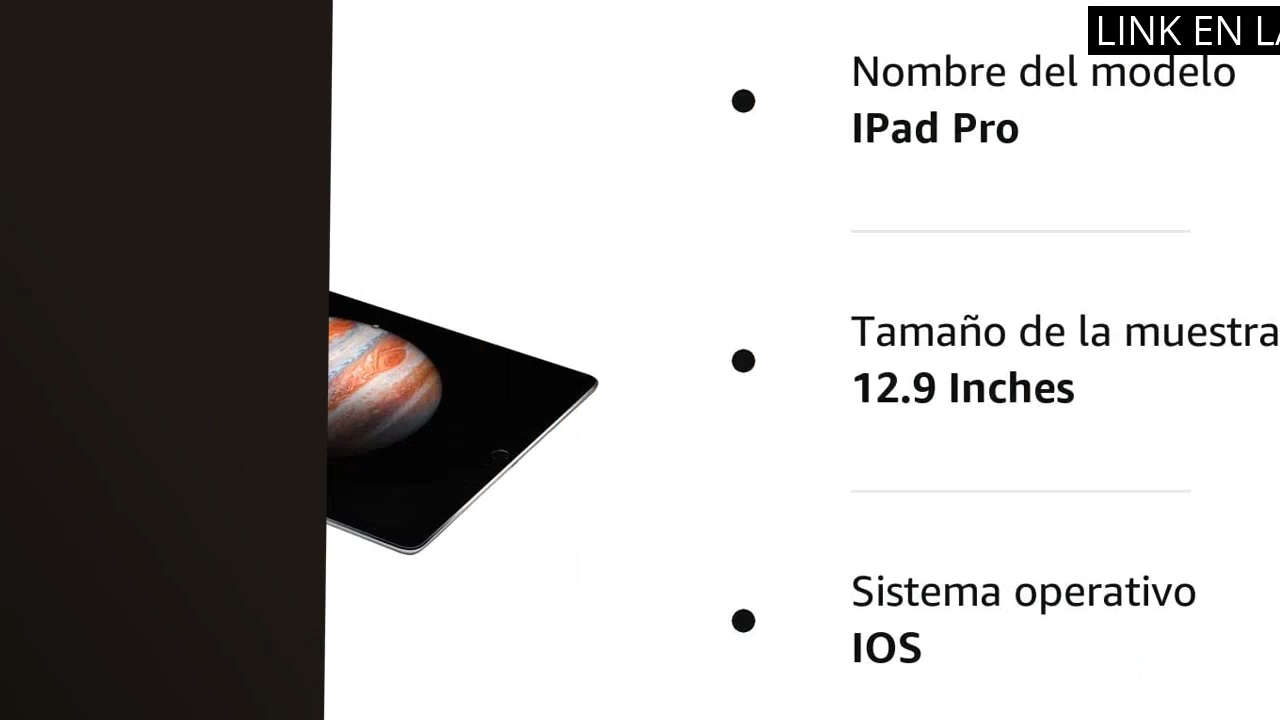 LINK EN LA
Nombre del modelo
IPad Pro
Tamaño de la muestra
12.9 Inches
Sistema operativo
IOS